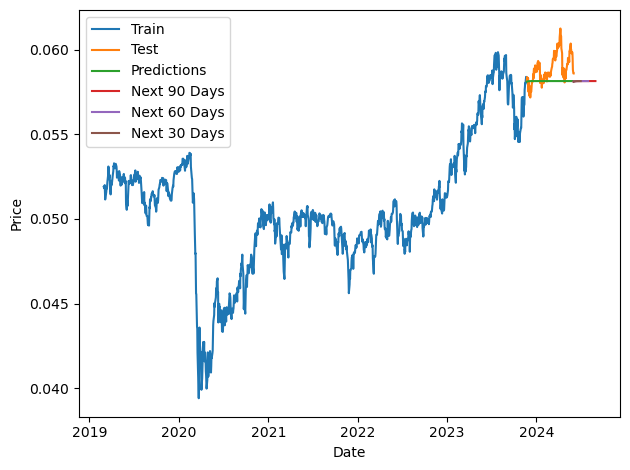 Train
Test
Predictions
Next 90 Days
Next 60 Days
Next 30 Days
0.060
0.055
0.050
0.045
0.040
Price
2019 2020 2021 2022 2023 2024
Date